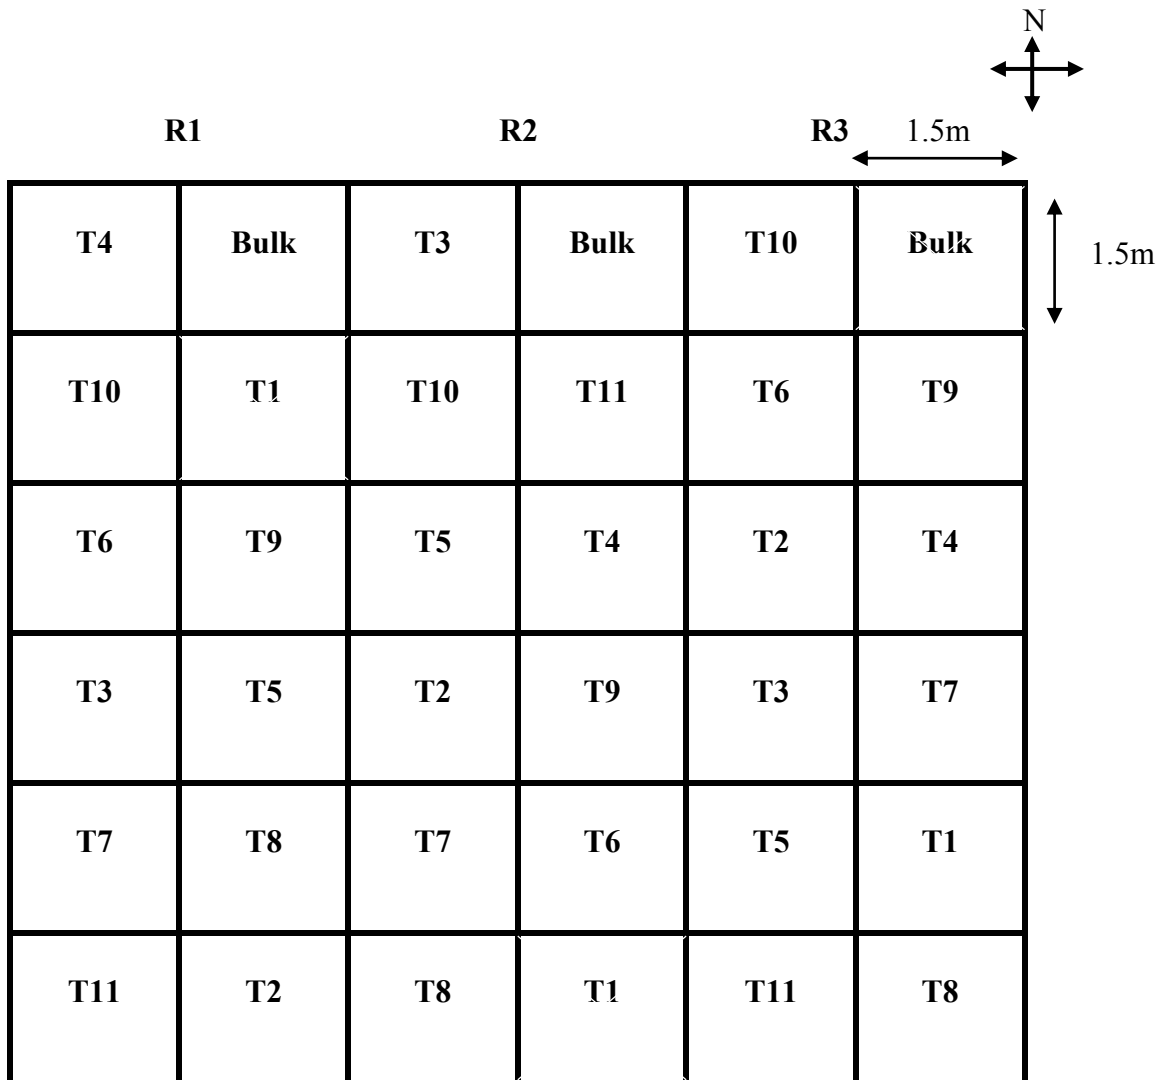 N
R1 R2 R3 1.5m
T4 Bulk T3 Bulk T10 Bulk
1.5m
T10 T1 T10 T11 T6 T9
T6 T9 T5 T4 T2 T4
T3 T5 T2 T9 T3 T7
T7 T8 T7 T6 T5 T1
T11 T2 T8 T1 T11 T8